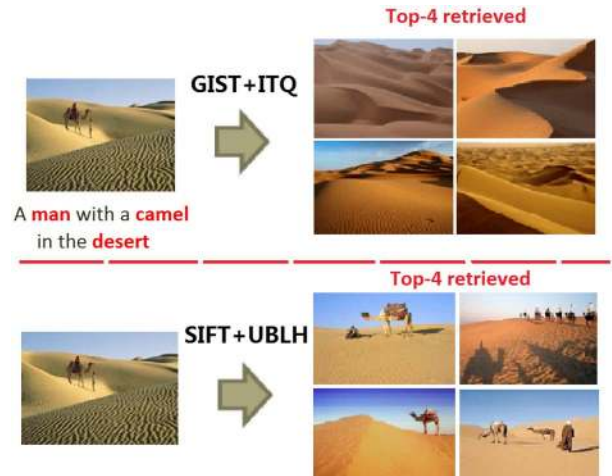 Top-4 retrieved
GIST+ITQ
A man with a camel
in the desert
Top-4 retrieved
SIFT+UBLH